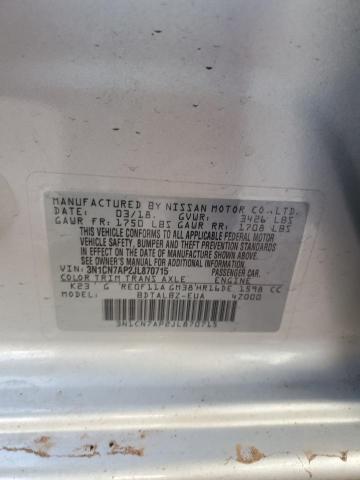 MANUFACTURED BY NISSAN MOTOR CO., LTD.
DATE: 03/18. GVWR: 3426 LBS
GAWR FR: 1750 LBS GAWR RR: 1708 LBS
THIS VEHICLE CONFORMS TO ALL APPLICABLE FEDERAL MOTOR
VEHICLE SAFETY, BUMPER AND THEFT PREVENTION
STANDARDS IN EFFECT ON THE DATE OF MANUFACTURE SHOWN ABOVE.
SEE OWNER'S MANUAL FOR ADDITIONAL INFORMATION.
VIN: 3N1CN7AP2JL870715 PASSENGER CAR.
COLOR TRIM TRANS AXLE ENGINE
K23 G RE0F11A GM38 HR16DE 1598 CC
MODEL: BDTALBZ-EUA 4Z000
3N1CN7AP2JL870715